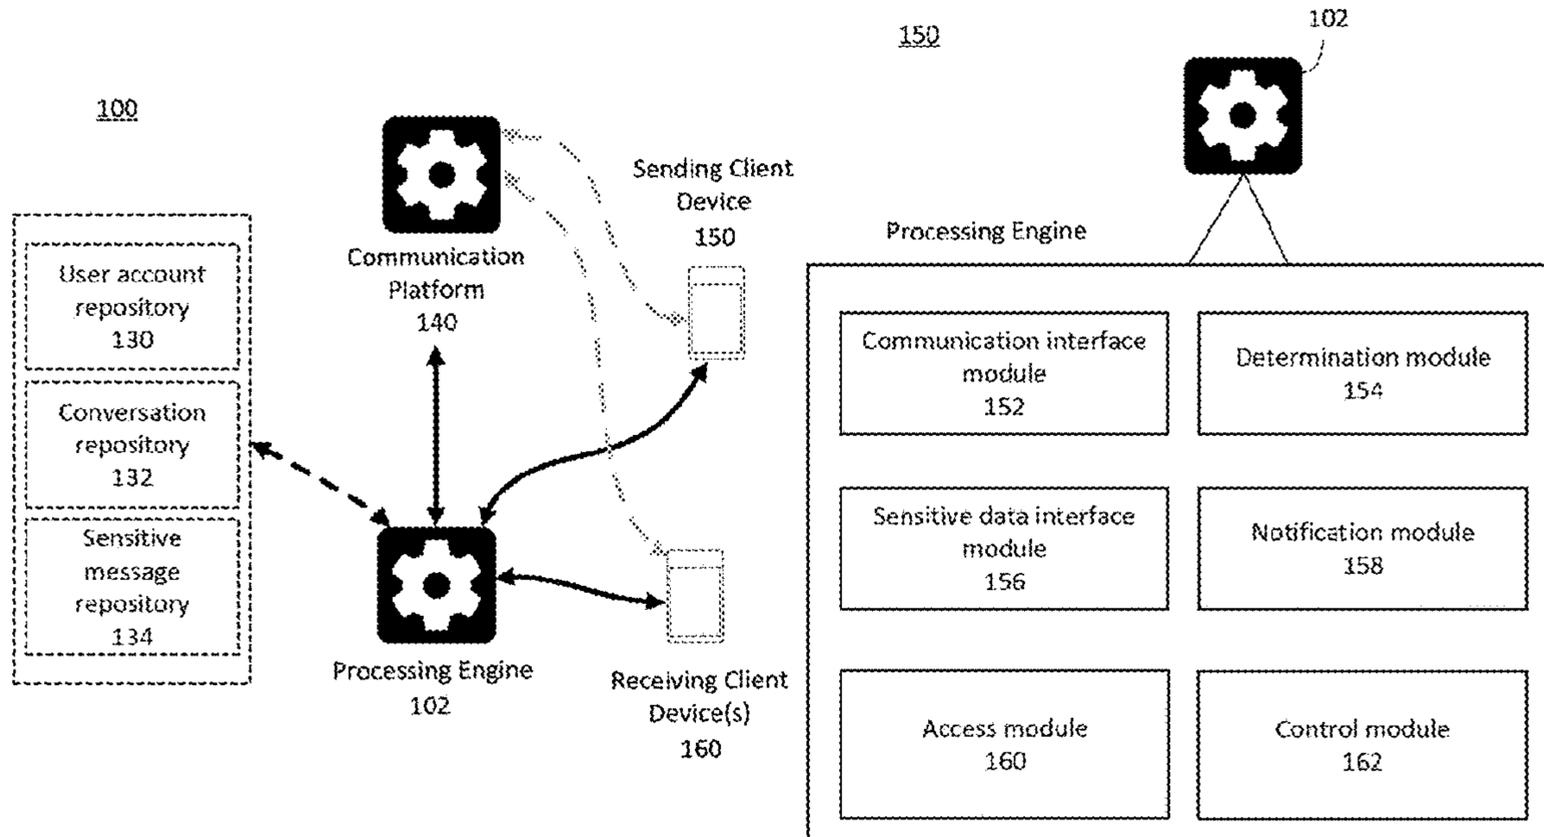 100
User account
repository
130
Conversation
repository
132
Sensitive
message
repository
134
Communication
Platform
140
Sending Client
Device
150
Processing Engine
102
Receiving Client
Device(s)
160
150
102
Processing Engine
Communication interface
module
152
Determination module
154
Sensitive data interface
module
156
Notification module
158
Access module
160
Control module
162